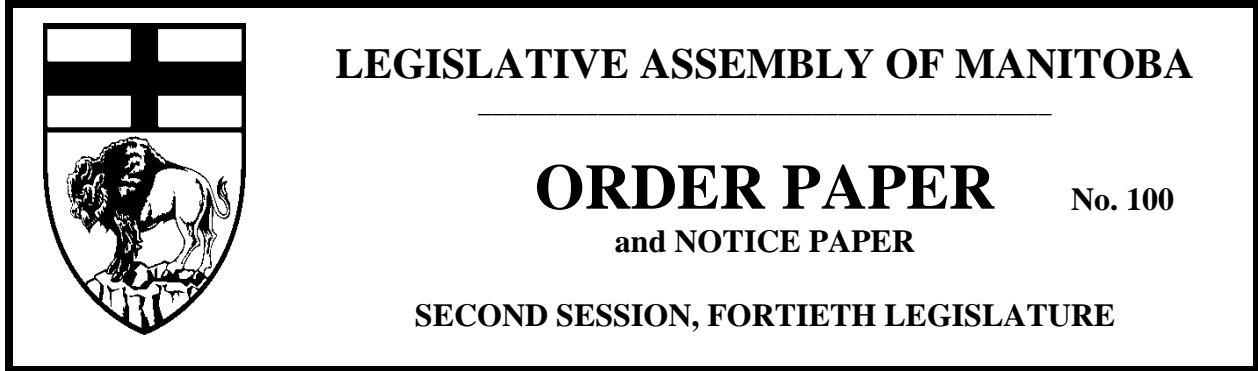 LEGISLATIVE ASSEMBLY OF MANITOBA
ORDER PAPER No. 100
and NOTICE PAPER
SECOND SESSION, FORTIETH LEGISLATURE